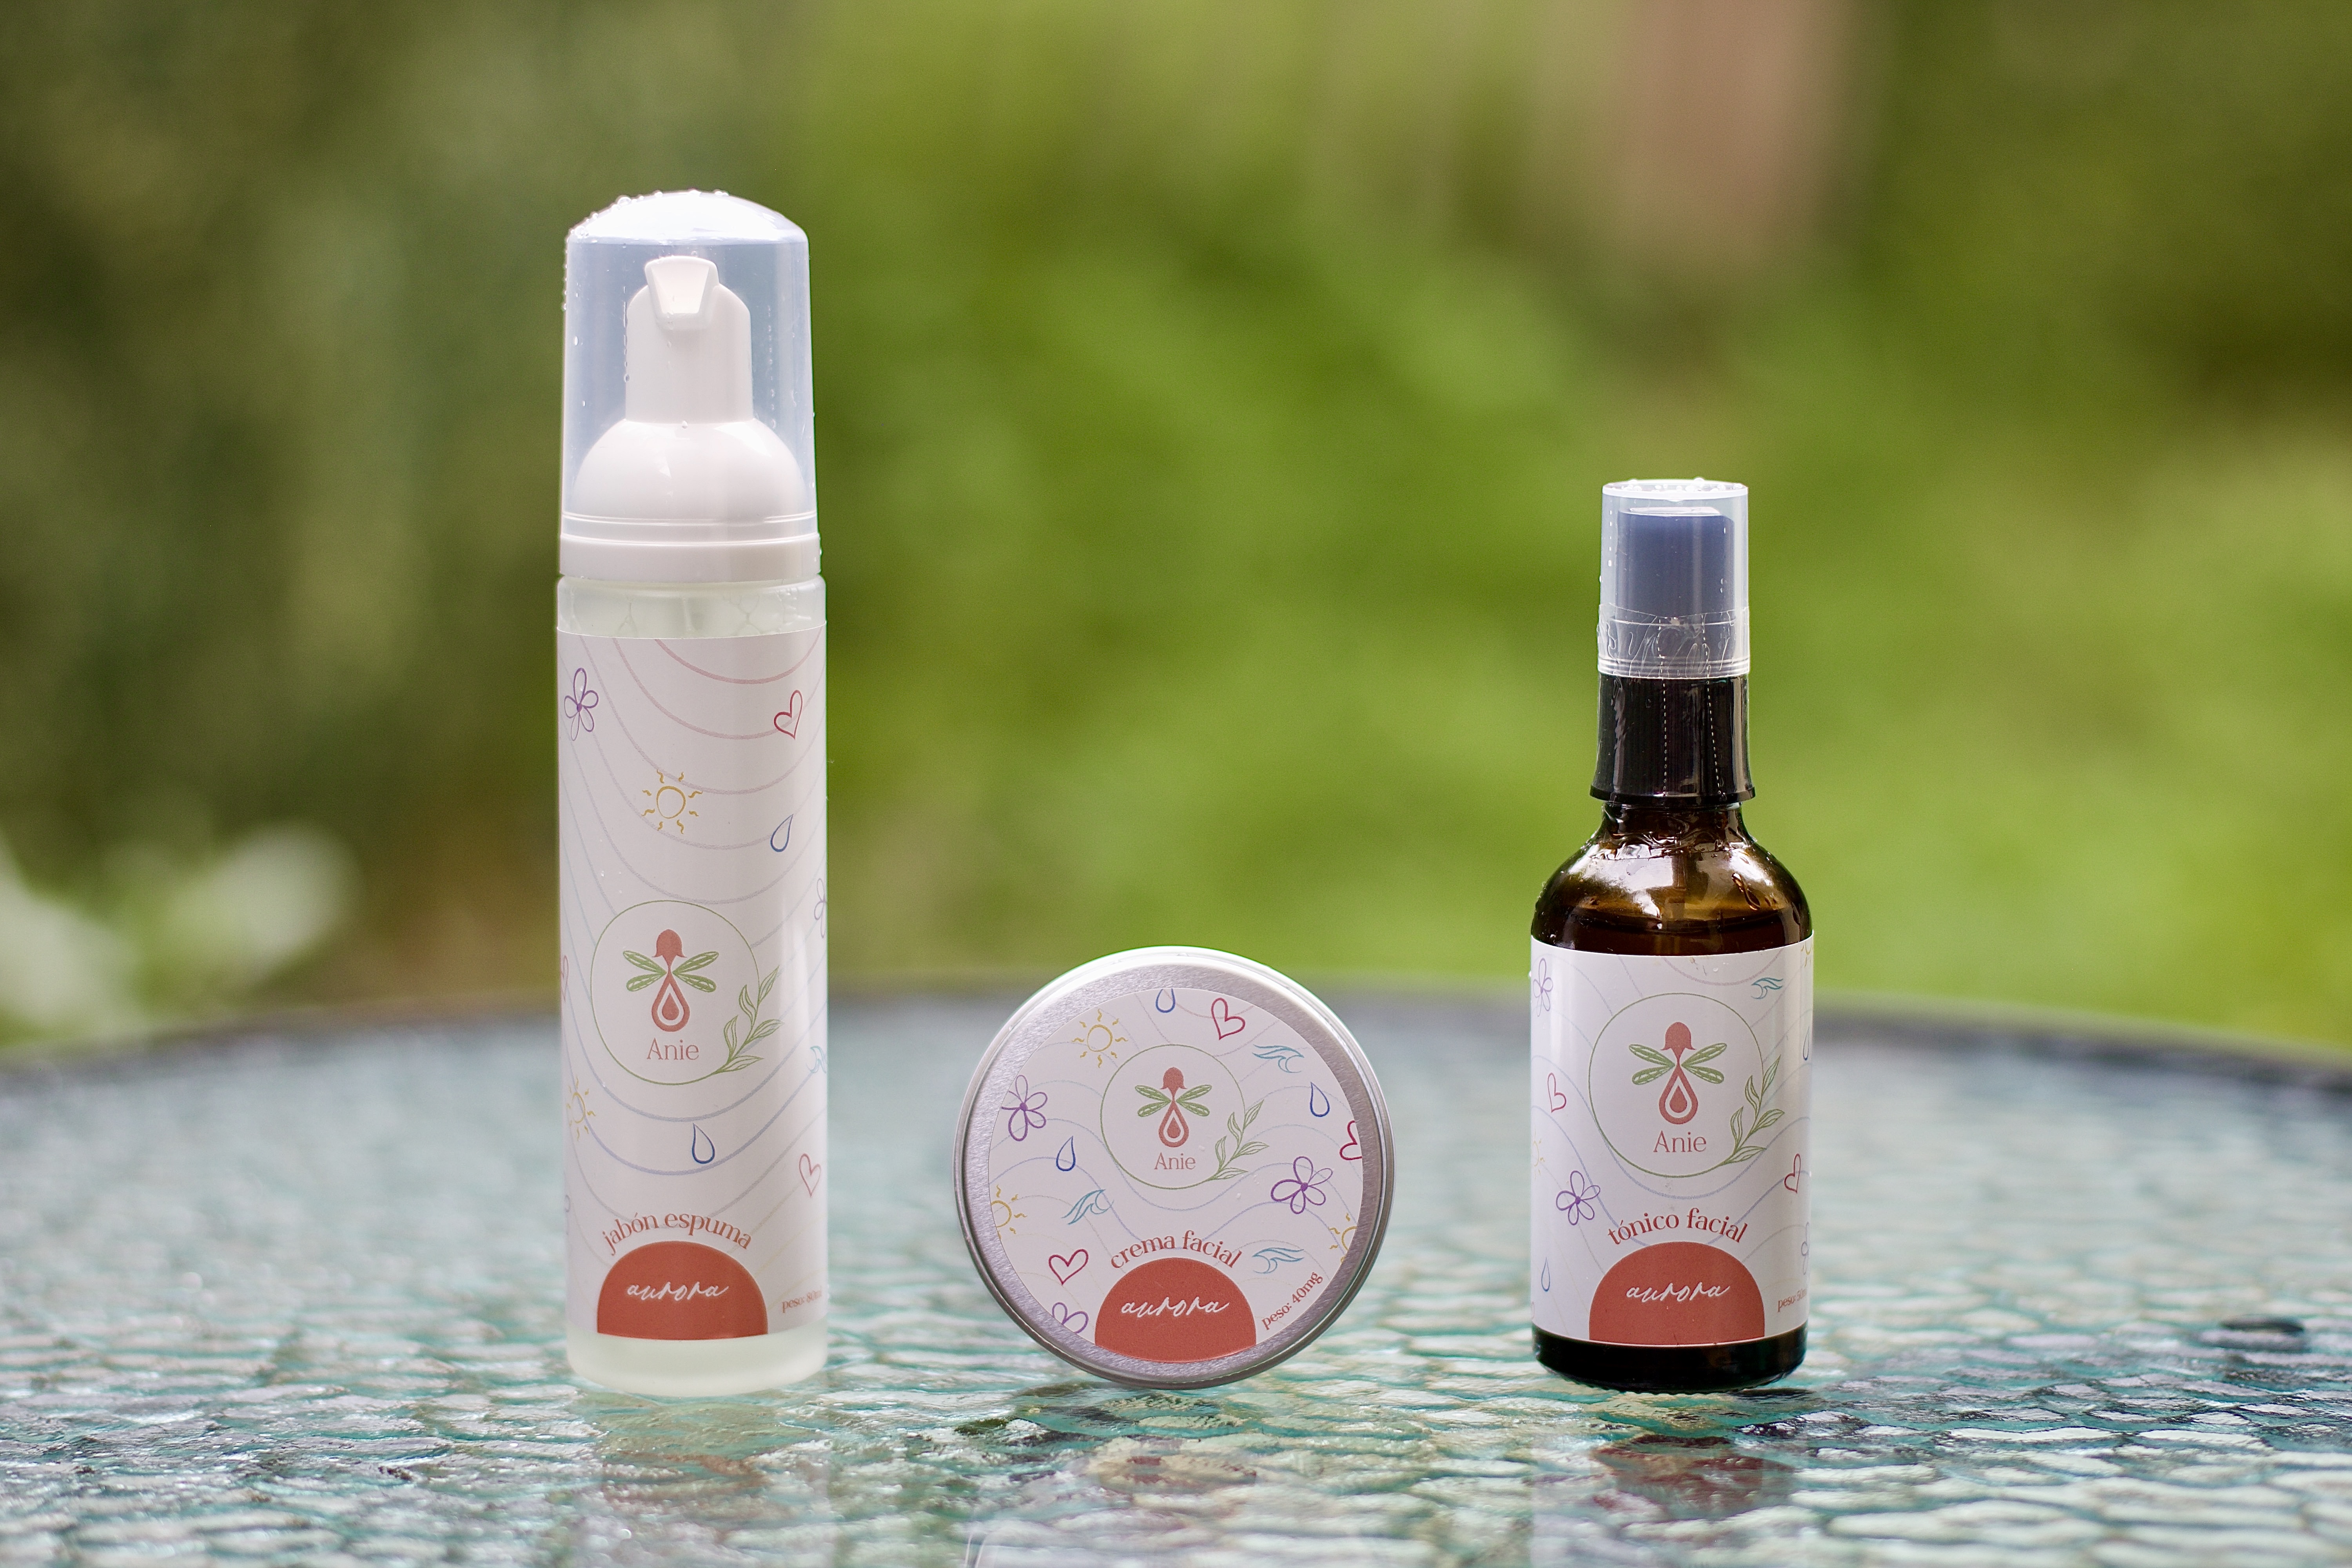 Anie
jabón espuma
aurora
Anie
crema facial
aurora
peso: 40mg
Anie
tónico facial
aurora